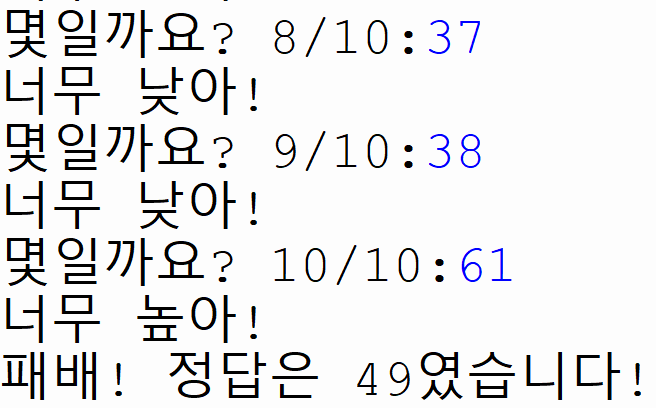 몇일까요? 8/10:37
너무 낮아!
몇일까요? 9/10:38
너무 낮아!
몇일까요? 10/10:61
너무 높아!
패배! 정답은 49였습니다!